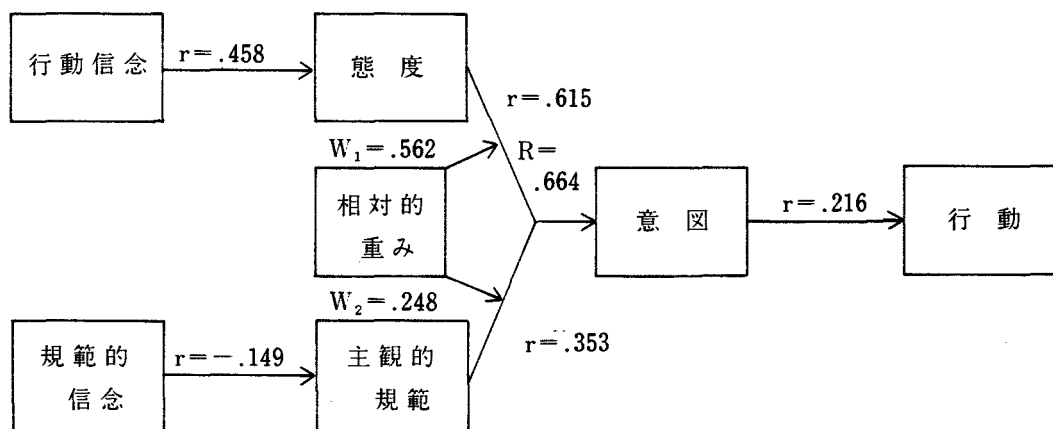 行動信念
r＝.458
態度
r＝.615
W₁＝.562
R＝
.664
相対的
重み
意図
r＝.216
行動
W₂＝.248
r＝.353
規範的
信念
r＝－.149
主観的
規範